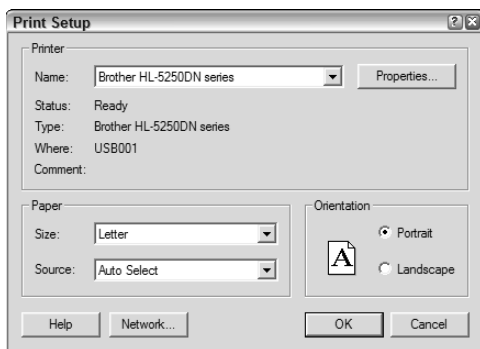 Print Setup
Printer
Name: Brother HL-5250DN series Properties...
Status: Ready
Type: Brother HL-5250DN series
Where: USB001
Comment:
Paper Orientation
Size: Letter Portrait
A
Source: Auto Select Landscape
Help Network... OK Cancel